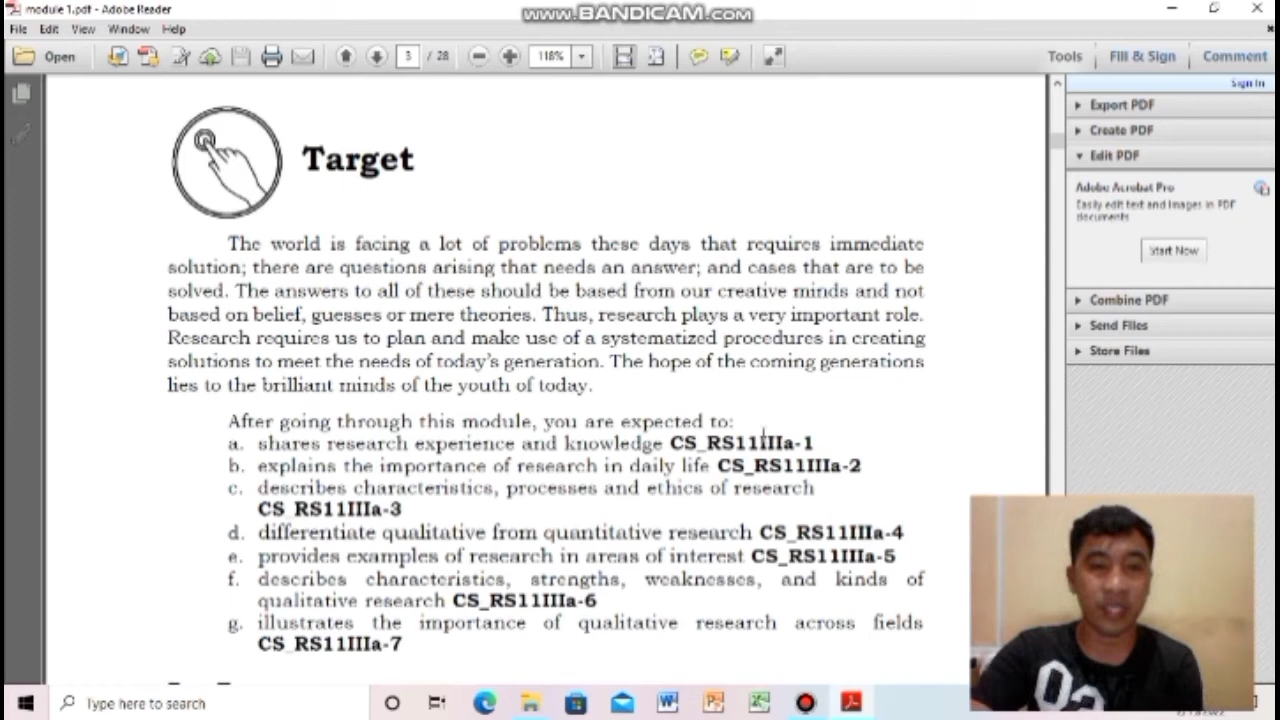 module 1.pdf - Adobe Reader
www.BANDICAM.com
File Edit View Window Help
Open 3 / 28 118% Tools Fill & Sign Comment
Sign In
Export PDF
Create PDF
Edit PDF
Adobe Acrobat Pro
Easily edit text and images in PDF
documents
Start Now
Combine PDF
Send Files
Store Files
Target
The world is facing a lot of problems these days that requires immediate
solution; there are questions arising that needs an answer; and cases that are to be
solved. The answers to all of these should be based from our creative minds and not
based on belief, guesses or mere theories. Thus, research plays a very important role.
Research requires us to plan and make use of a systematized procedures in creating
solutions to meet the needs of today's generation. The hope of the coming generations
lies to the brilliant minds of the youth of today.
After going through this module, you are expected to:
a. shares research experience and knowledge CS_RS11IIIa-1
b. explains the importance of research in daily life CS_RS11IIIa-2
c. describes characteristics, processes and ethics of research
CS_RS11IIIa-3
d. differentiate qualitative from quantitative research CS_RS11IIIa-4
e. provides examples of research in areas of interest CS_RS11IIIa-5
f. describes characteristics, strengths, weaknesses, and kinds of
qualitative research CS_RS11IIIa-6
g. illustrates the importance of qualitative research across fields
CS_RS11IIIa-7
Type here to search